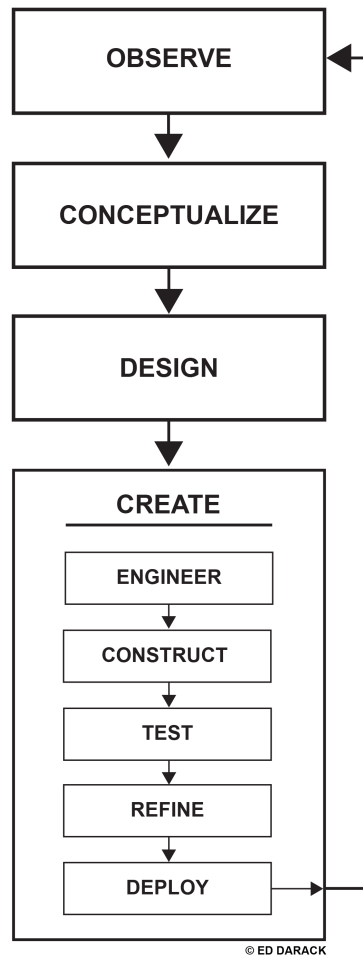 OBSERVE
CONCEPTUALIZE
DESIGN
CREATE
ENGINEER
CONSTRUCT
TEST
REFINE
DEPLOY
© ED DARACK